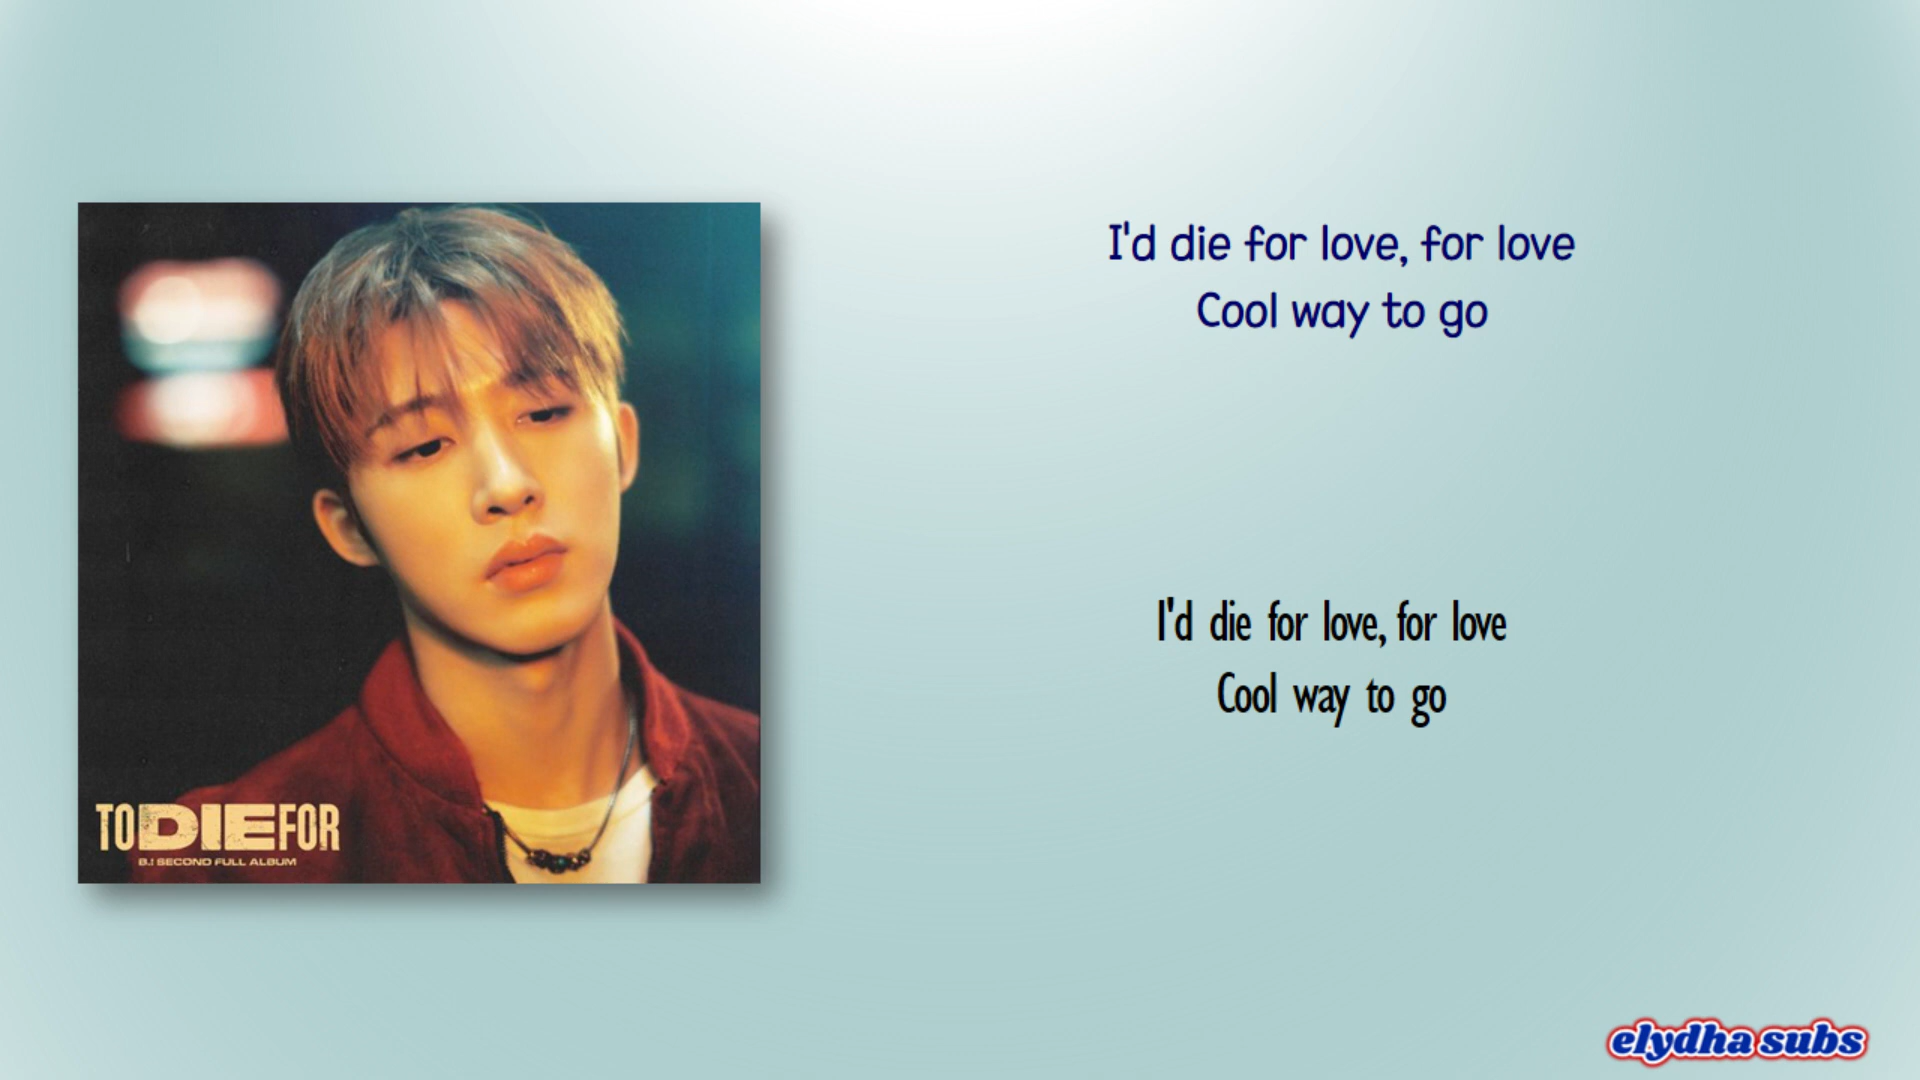 I'd die for love, for love
Cool way to go
I'd die for love, for love
Cool way to go
TO DIE FOR
B.I SECOND FULL ALBUM
elydha subs